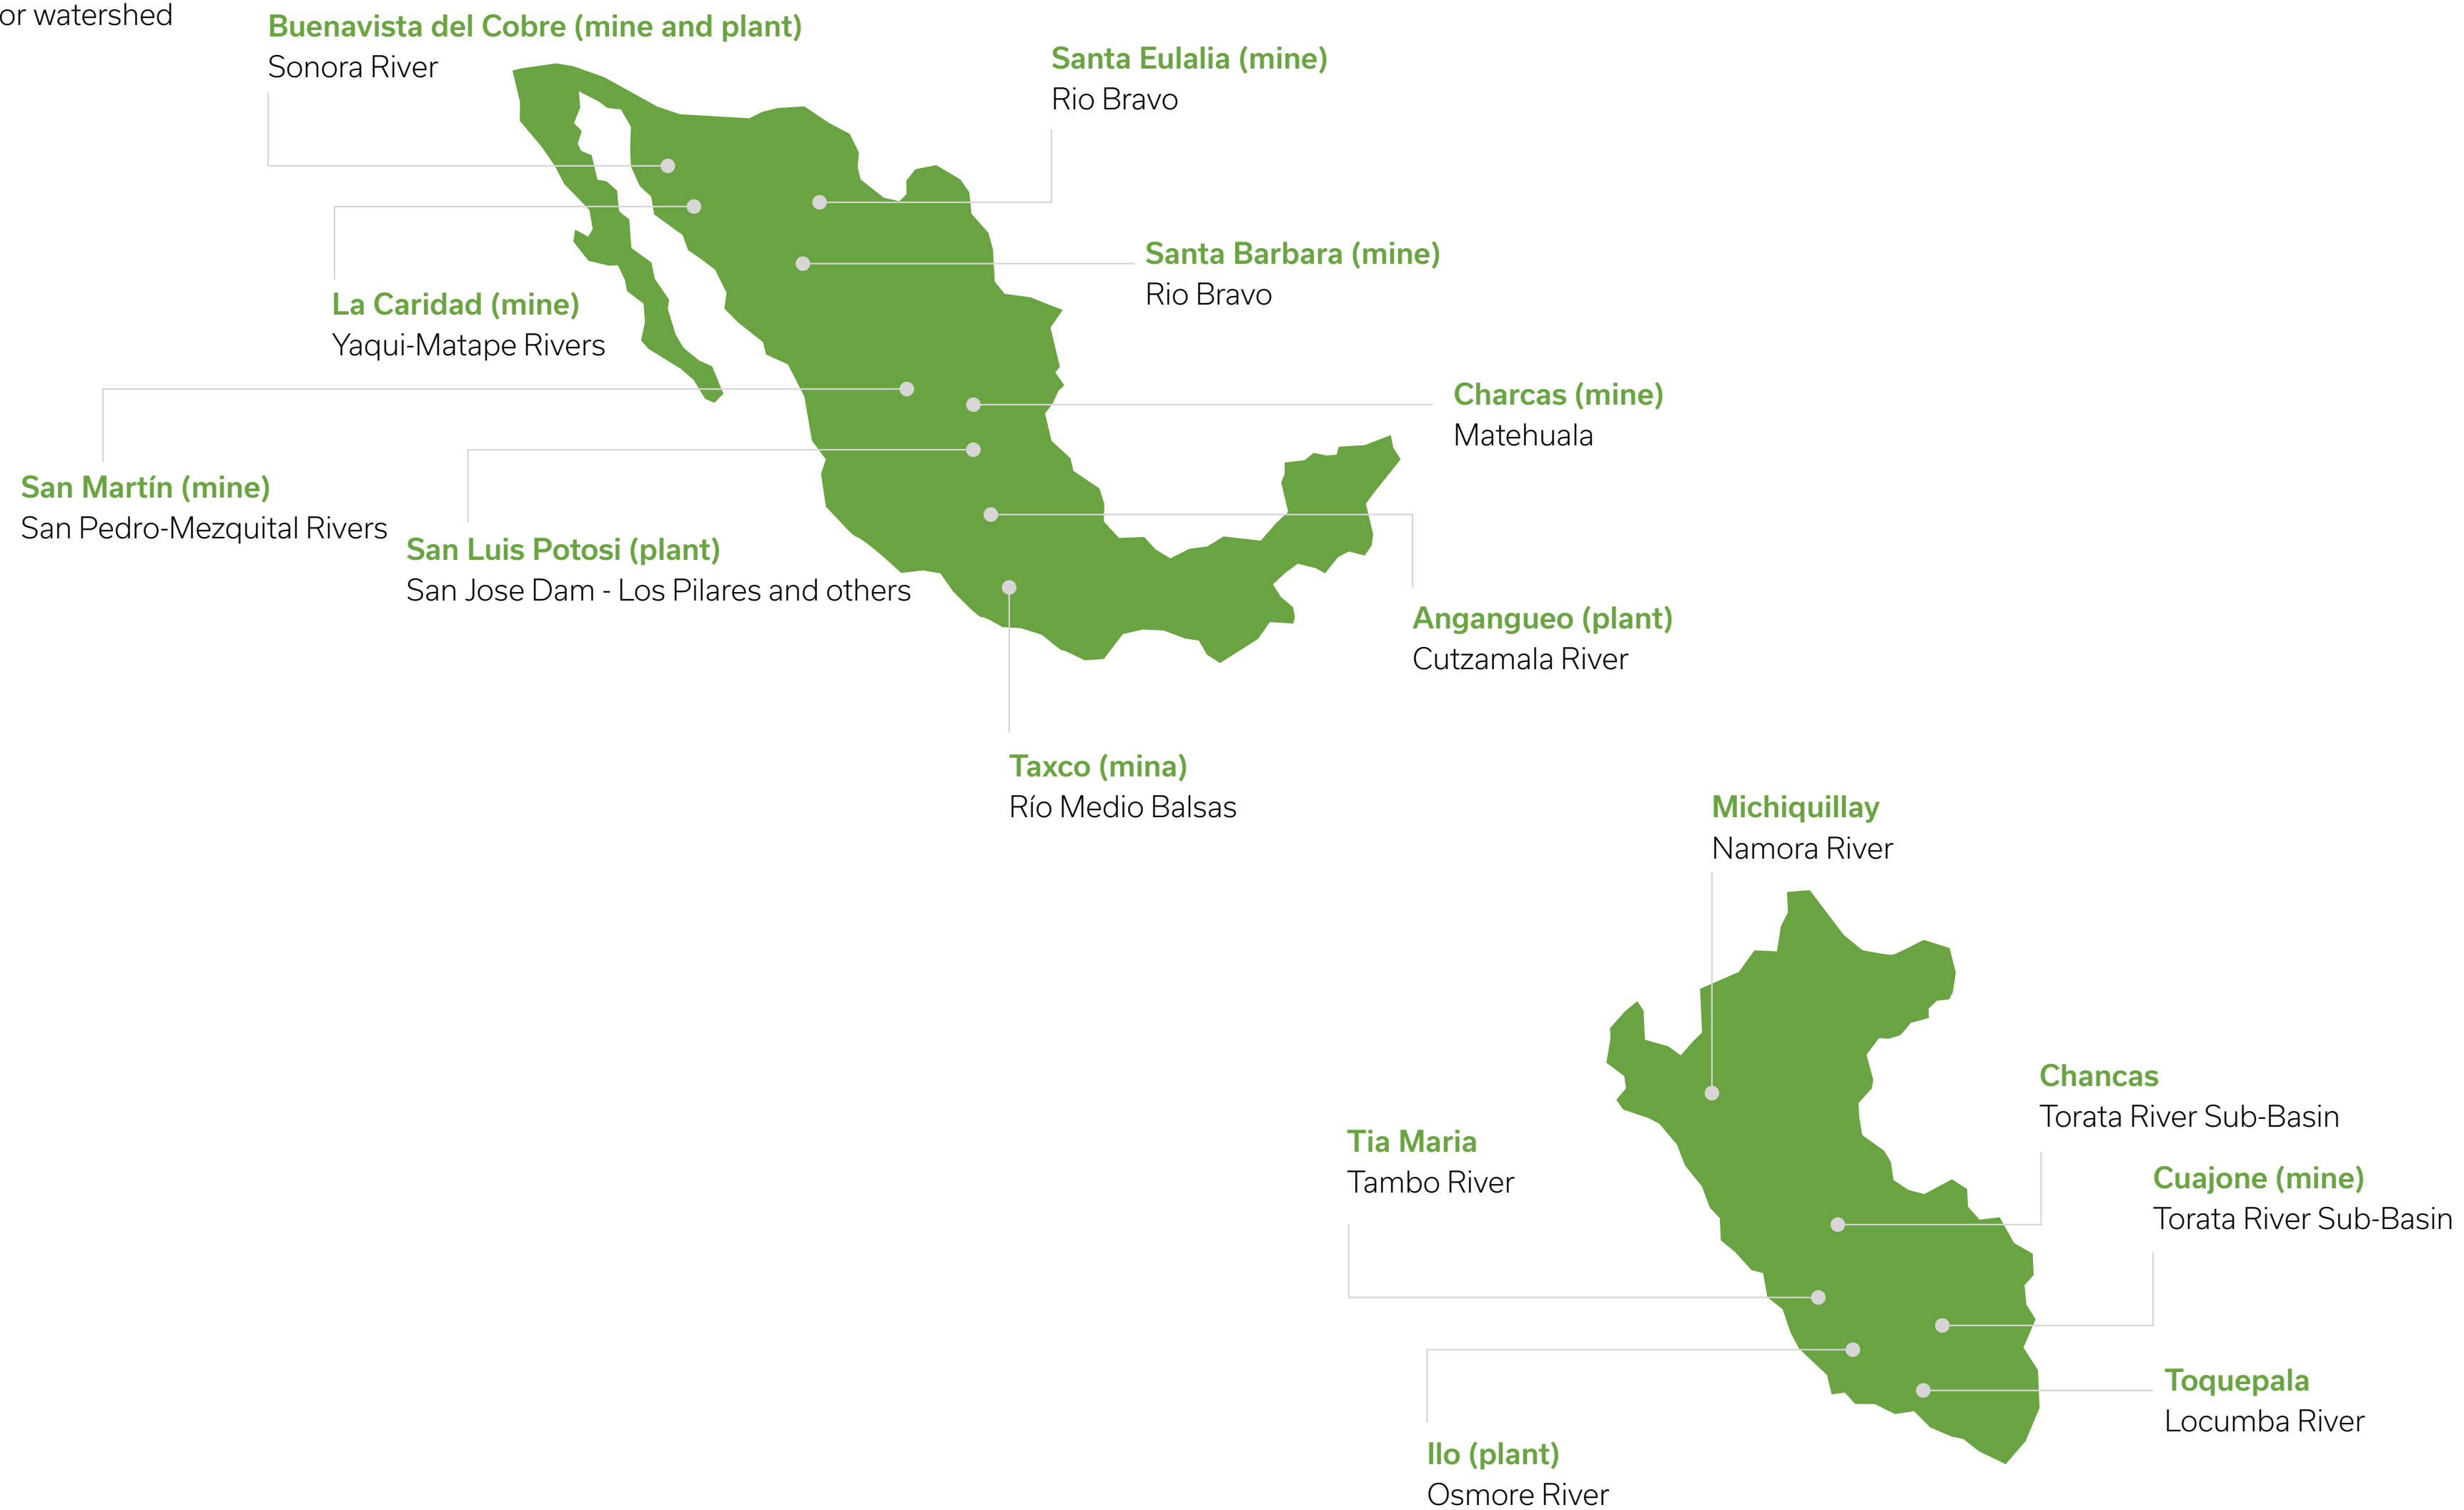 or watershed
Buenavista del Cobre (mine and plant)
Sonora River
Santa Eulalia (mine)
Rio Bravo
Santa Barbara (mine)
Rio Bravo
La Caridad (mine)
Yaqui-Matape Rivers
Charcas (mine)
Matehuala
San Martín (mine)
San Pedro-Mezquital Rivers
San Luis Potosi (plant)
San Jose Dam - Los Pilares and others
Angangueo (plant)
Cutzamala River
Taxco (mina)
Río Medio Balsas
Michiquillay
Namora River
Chancas
Torata River Sub-Basin
Tia Maria
Tambo River
Cuajone (mine)
Torata River Sub-Basin
Toquepala
Locumba River
Ilo (plant)
Osmore River